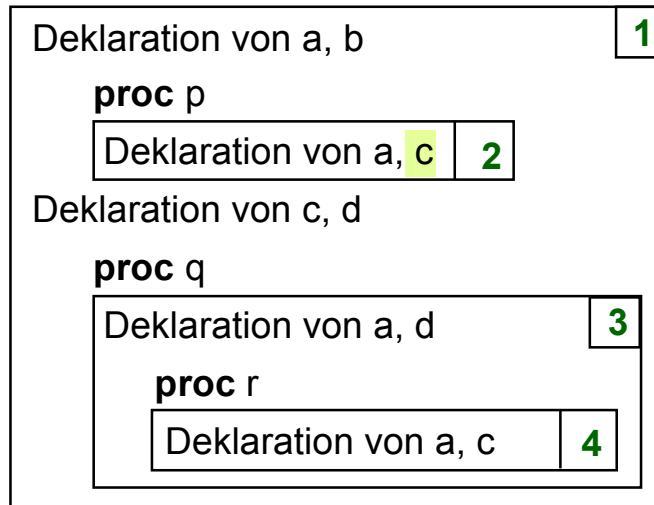 Deklaration von a, b 1
proc p
Deklaration von a, c 2
Deklaration von c, d
proc q
Deklaration von a, d 3
proc r
Deklaration von a, c 4